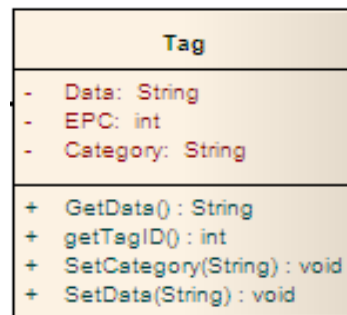 Tag
- Data: String
- EPC: int
- Category: String
+ GetData() : String
+ getTagID() : int
+ SetCategory(String) : void
+ SetData(String) : void